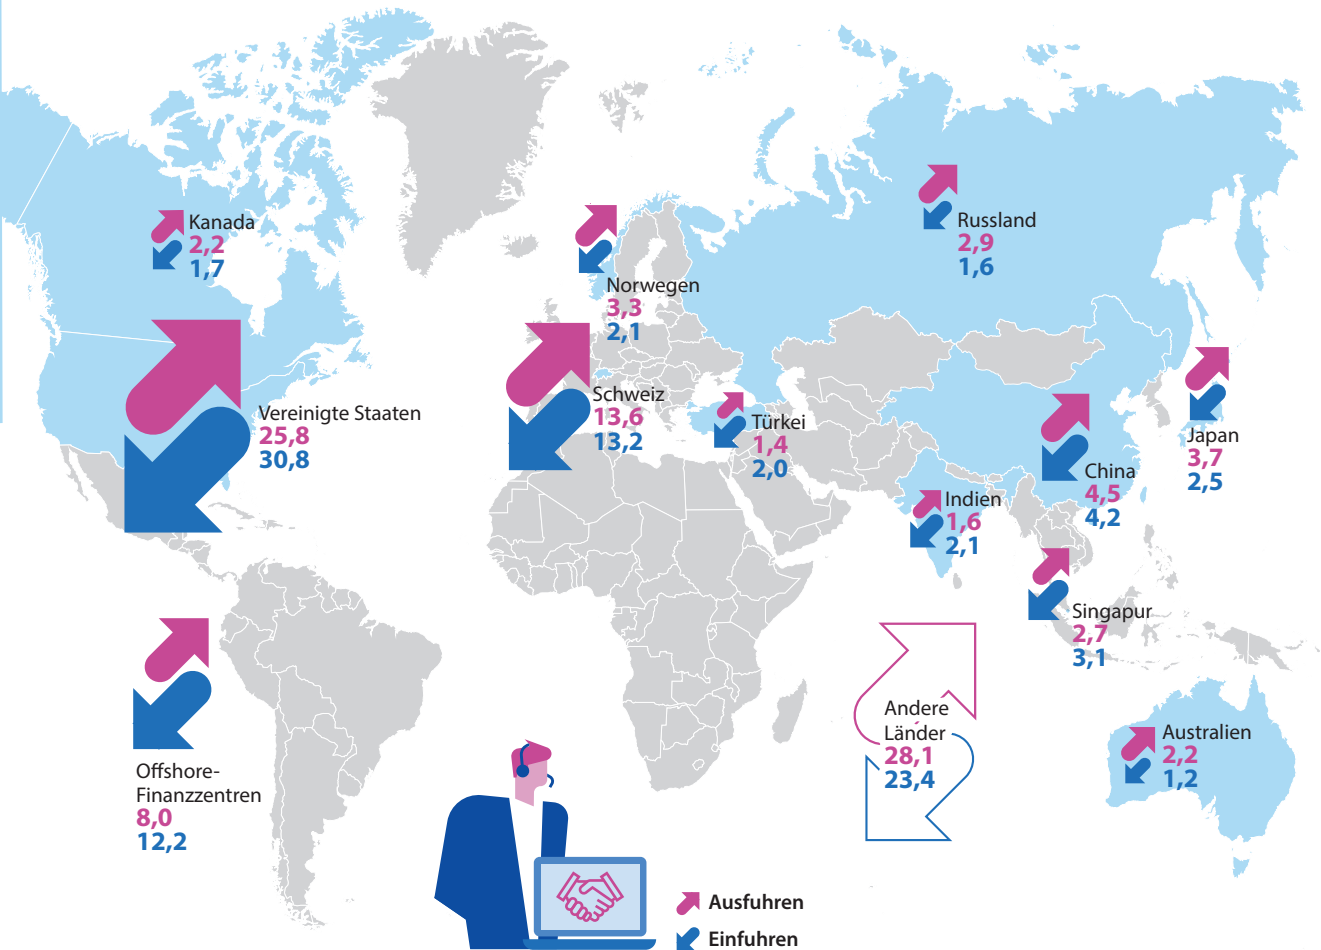 Kanada
2,2
1,7
Russland
2,9
1,6
Norwegen
3,3
2,1
Vereinigte Staaten
25,8
30,8
Schweiz
13,6
13,2
Türkei
1,4
2,0
Japan
3,7
2,5
China
4,5
4,2
Indien
1,6
2,1
Singapur
2,7
3,1
Andere
Länder
28,1
23,4
Australien
2,2
1,2
Offshore-
Finanzzentren
8,0
12,2
Ausfuhren
Einfuhren